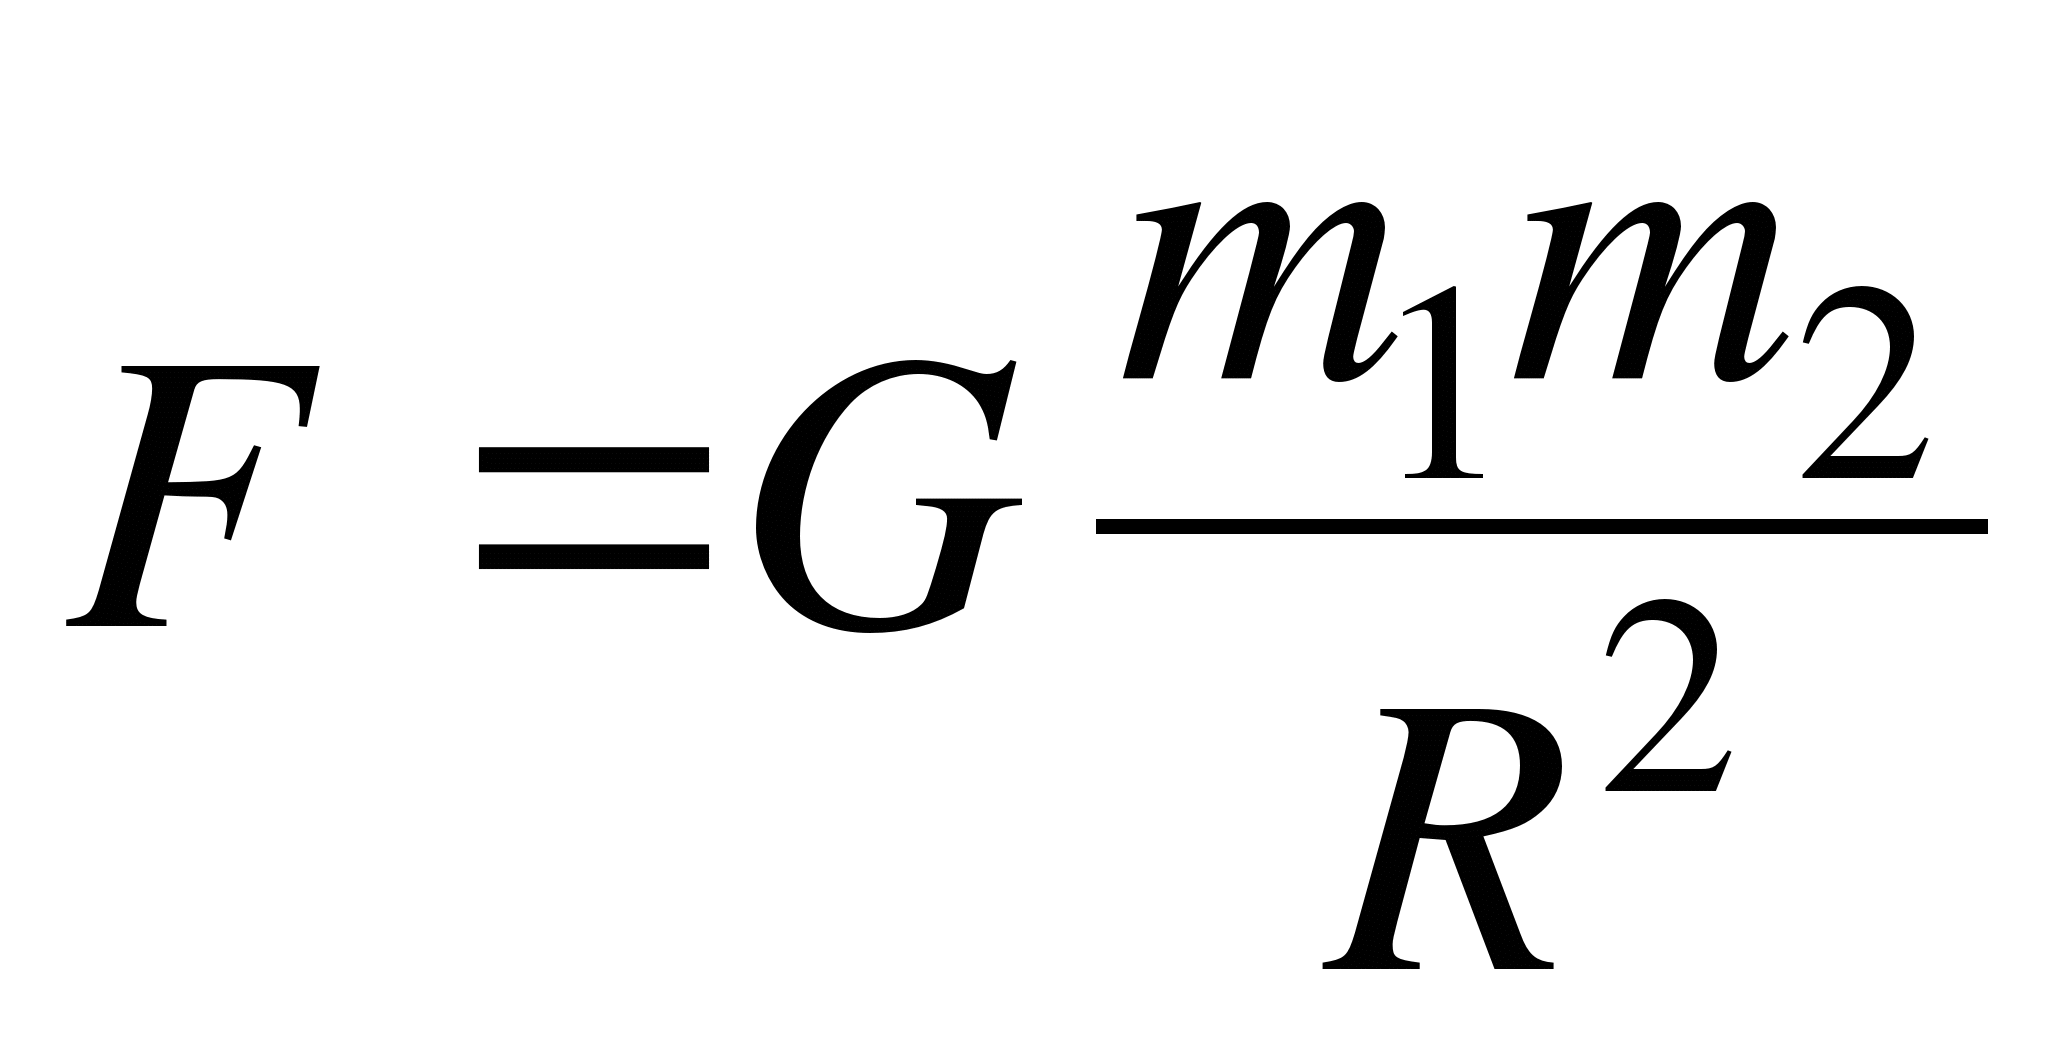 F = G m₁m₂ / R²